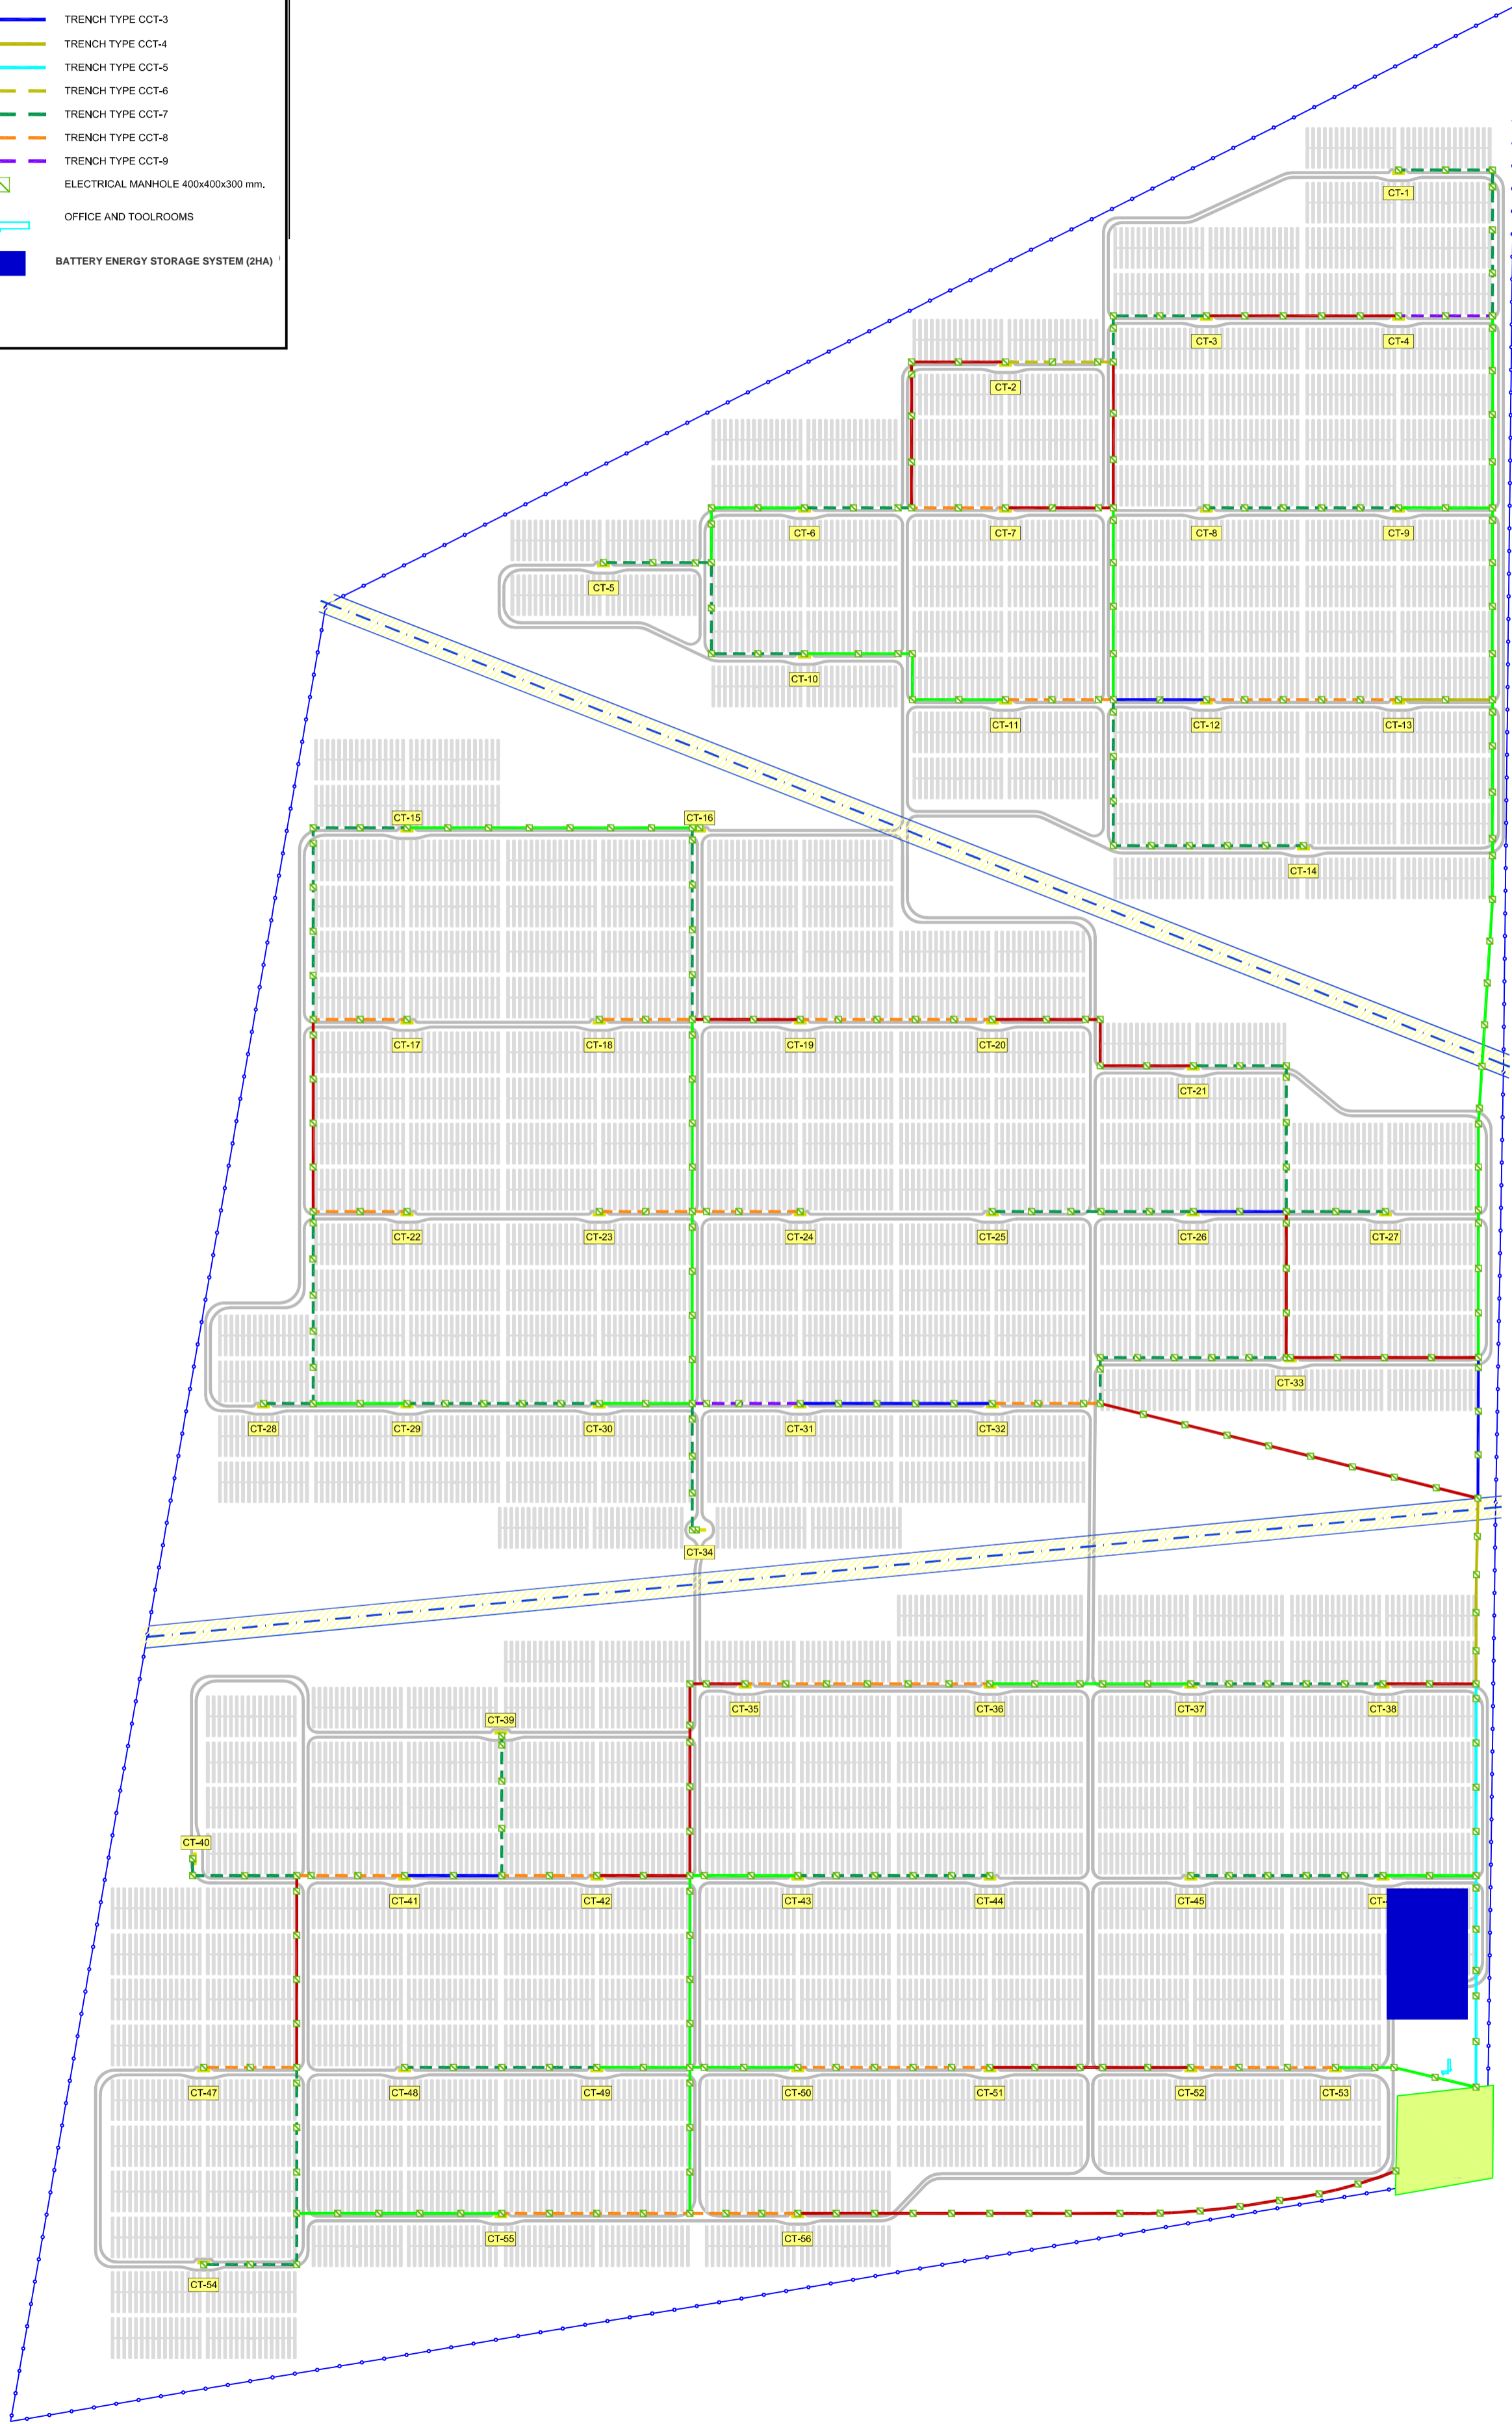 TRENCH TYPE CCT-3
TRENCH TYPE CCT-4
TRENCH TYPE CCT-5
TRENCH TYPE CCT-6
TRENCH TYPE CCT-7
TRENCH TYPE CCT-8
TRENCH TYPE CCT-9
ELECTRICAL MANHOLE 400x400x300 mm.
OFFICE AND TOOLROOMS
BATTERY ENERGY STORAGE SYSTEM (2HA)
CT-1
CT-3
CT-4
CT-2
CT-6
CT-7
CT-8
CT-9
CT-5
CT-10
CT-11
CT-12
CT-13
CT-15
CT-16
CT-14
CT-17
CT-18
CT-19
CT-20
CT-21
CT-22
CT-23
CT-24
CT-25
CT-26
CT-27
CT-33
CT-28
CT-29
CT-30
CT-31
CT-32
CT-34
CT-35
CT-36
CT-37
CT-38
CT-39
CT-40
CT-41
CT-42
CT-43
CT-44
CT-45
CT-47
CT-48
CT-49
CT-50
CT-51
CT-52
CT-53
CT-55
CT-56
CT-54